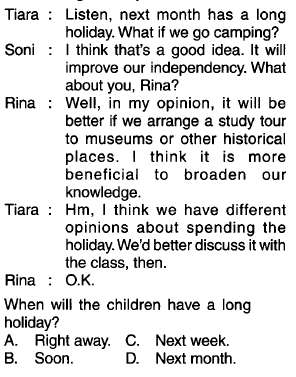 Tiara : Listen, next month has a long
holiday. What if we go camping?
Soni : I think that's a good idea. It will
improve our independency. What
about you, Rina?
Rina : Well, in my opinion, it will be
better if we arrange a study tour
to museums or other historical
places. I think it is more
beneficial to broaden our
knowledge.
Tiara : Hm, I think we have different
opinions about spending the
holiday. We'd better discuss it with
the class, then.
Rina : O.K.
When will the children have a long
holiday?
A. Right away. C. Next week.
B. Soon. D. Next month.